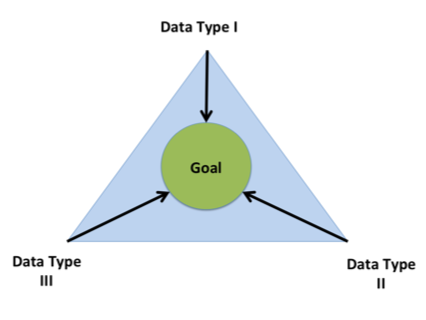 Data Type I
Goal
Data Type
III
Data Type
II